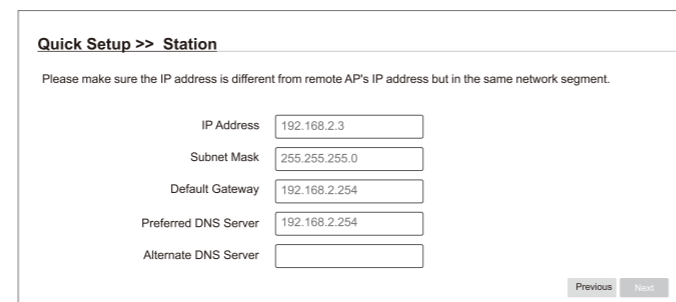 Quick Setup >> Station
Please make sure the IP address is different from remote AP's IP address but in the same network segment.
IP Address 192.168.2.3
Subnet Mask 255.255.255.0
Default Gateway 192.168.2.254
Preferred DNS Server 192.168.2.254
Alternate DNS Server
Previous Next